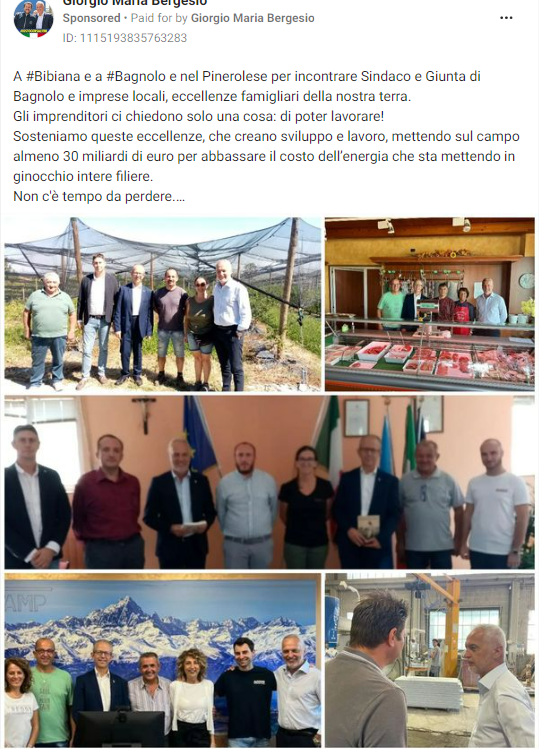 Giorgio Maria Bergesio
Sponsored • Paid for by Giorgio Maria Bergesio
ID: 1115193835763283
A #Bibiana e a #Bagnolo e nel Pinerolese per incontrare Sindaco e Giunta di
Bagnolo e imprese locali, eccellenze famigliari della nostra terra.
Gli imprenditori ci chiedono solo una cosa: di poter lavorare!
Sosteniamo queste eccellenze, che creano sviluppo e lavoro, mettendo sul campo
almeno 30 miliardi di euro per abbassare il costo dell'energia che sta mettendo in
ginocchio intere filiere.
Non c'è tempo da perdere....
AMP